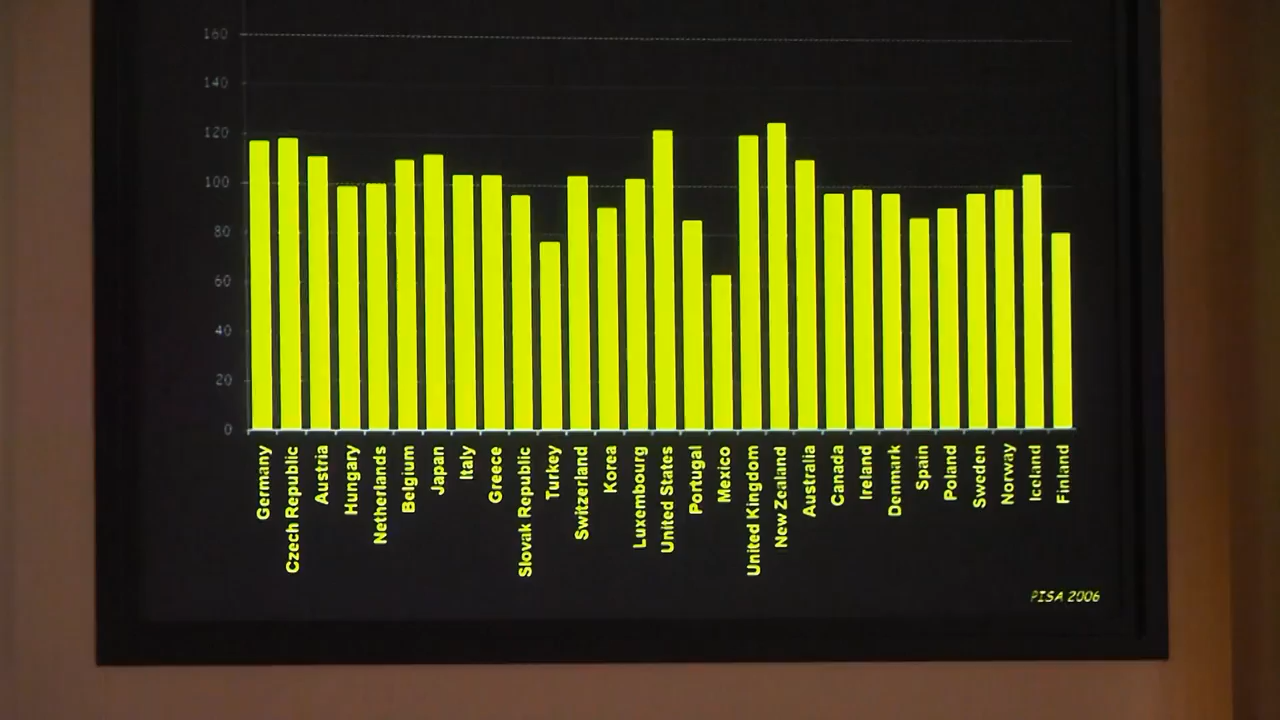 160
140
120
100
80
60
40
20
0
Germany
Czech Republic
Austria
Hungary
Netherlands
Belgium
Japan
Italy
Greece
Slovak Republic
Turkey
Switzerland
Korea
Luxembourg
United States
Portugal
Mexico
United Kingdom
New Zealand
Australia
Canada
Ireland
Denmark
Spain
Poland
Sweden
Norway
Iceland
Finland
PISA 2006